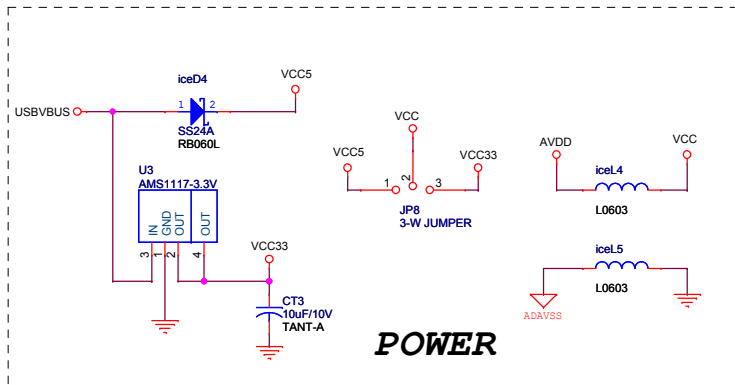 iceD4
VCC5
USBVBUS
1
2
SS24A
RB060L
U3
AMS1117-3.3V
IN
GND
OUT
OUT
3
1
2
4
VCC33
CT3
10uF/10V
TANT-A
VCC
VCC5
VCC33
1
2
3
JP8
3-W JUMPER
AVDD
VCC
iceL4
L0603
iceL5
L0603
ADAVSS
POWER